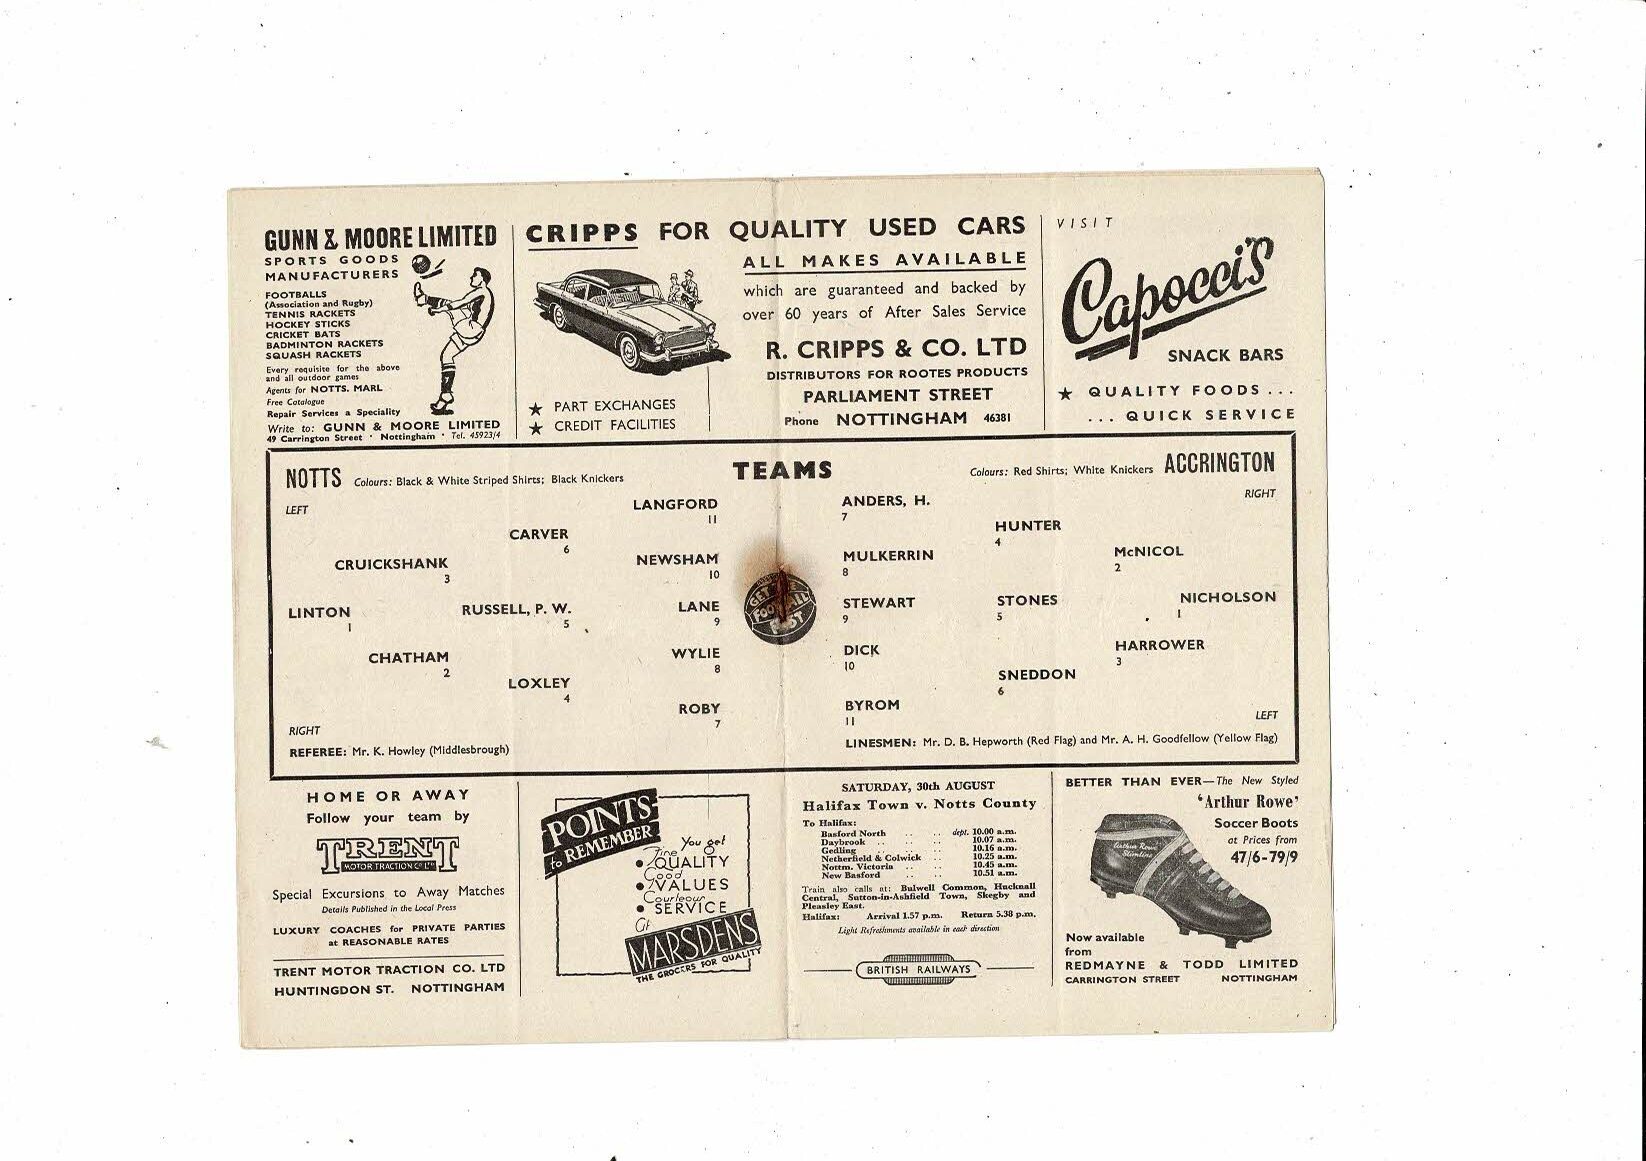 GUNN & MOORE LIMITED
SPORTS GOODS
MANUFACTURERS
FOOTBALLS
(Association and Rugby)
TENNIS RACKETS
HOCKEY STICKS
CRICKET BATS
BADMINTON RACKETS
SQUASH RACKETS
Every requisite for the above
and all outdoor games
Agents for NOTTS. MARL
Free Catalogue
Repair Services a Speciality
Write to: GUNN & MOORE LIMITED
49 Carrington Street · Nottingham · Tel. 45923/4
CRIPPS FOR QUALITY USED CARS
ALL MAKES AVAILABLE
which are guaranteed and backed by
over 60 years of After Sales Service
R. CRIPPS & CO. LTD
DISTRIBUTORS FOR ROOTES PRODUCTS
PARLIAMENT STREET
Phone NOTTINGHAM 46381
★ PART EXCHANGES
★ CREDIT FACILITIES
VISIT
Capocci's
SNACK BARS
★ QUALITY FOODS ...
... QUICK SERVICE
TEAMS
NOTTS Colours: Black & White Striped Shirts; Black Knickers
LEFT
LANGFORD
11
CARVER
6
CRUICKSHANK
3
NEWSHAM
10
LINTON
1
RUSSELL, P. W.
5
LANE
9
CHATHAM
2
WYLIE
8
LOXLEY
4
ROBY
7
RIGHT
REFEREE: Mr. K. Howley (Middlesbrough)
Colours: Red Shirts; White Knickers ACCRINGTON
RIGHT
ANDERS, H.
7
HUNTER
4
McNICOL
2
MULKERRIN
8
STEWART
9
STONES
5
NICHOLSON
1
DICK
10
HARROWER
3
SNEDDON
6
BYROM
11
LEFT
LINESMEN: Mr. D. B. Hepworth (Red Flag) and Mr. A. H. Goodfellow (Yellow Flag)
HOME OR AWAY
Follow your team by
TRENT
MOTOR TRACTION CO LTD
Special Excursions to Away Matches
Details Published in the Local Press
LUXURY COACHES for PRIVATE PARTIES
at REASONABLE RATES
TRENT MOTOR TRACTION CO. LTD
HUNTINGDON ST. NOTTINGHAM
POINTS
to REMEMBER
You get
Fine
• QUALITY
Good
• VALUES
Courteous
• SERVICE
At
MARSDENS
THE GROCERS FOR QUALITY
SATURDAY, 30th AUGUST
Halifax Town v. Notts County
To Halifax:
Basford North .. .. dept. 10.00 a.m.
Daybrook .. .. .. 10.07 a.m.
Gedling .. .. .. 10.16 a.m.
Netherfield & Colwick .. 10.25 a.m.
Nottm. Victoria .. .. 10.45 a.m.
New Basford .. .. 10.51 a.m.
Train also calls at: Bulwell Common, Hucknall
Central, Sutton-in-Ashfield Town, Skegby and
Pleasley East.
Halifax: Arrival 1.57 p.m. Return 5.38 p.m.
Light Refreshments available in each direction
BRITISH RAILWAYS
BETTER THAN EVER—The New Styled
'Arthur Rowe'
Soccer Boots
at Prices from
47/6-79/9
Arthur Rowe
Slimline
Now available
from
REDMAYNE & TODD LIMITED
CARRINGTON STREET NOTTINGHAM